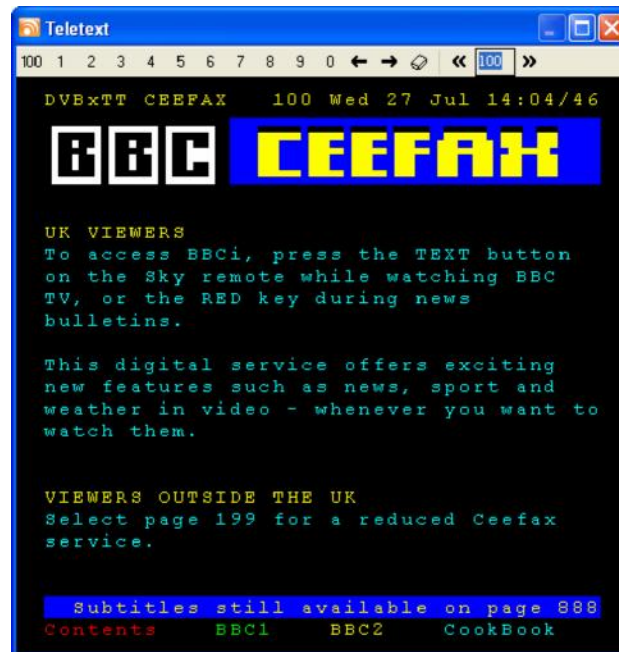 Teletext
100 1 2 3 4 5 6 7 8 9 0 100
DVBxTT CEEFAX 100 Wed 27 Jul 14:04/46
BBC CEEFAX
UK VIEWERS
To access BBCi, press the TEXT button
on the Sky remote while watching BBC
TV, or the RED key during news
bulletins.
This digital service offers exciting
new features such as news, sport and
weather in video - whenever you want to
watch them.
VIEWERS OUTSIDE THE UK
Select page 199 for a reduced Ceefax
service.
Subtitles still available on page 888
Contents BBC1 BBC2 CookBook